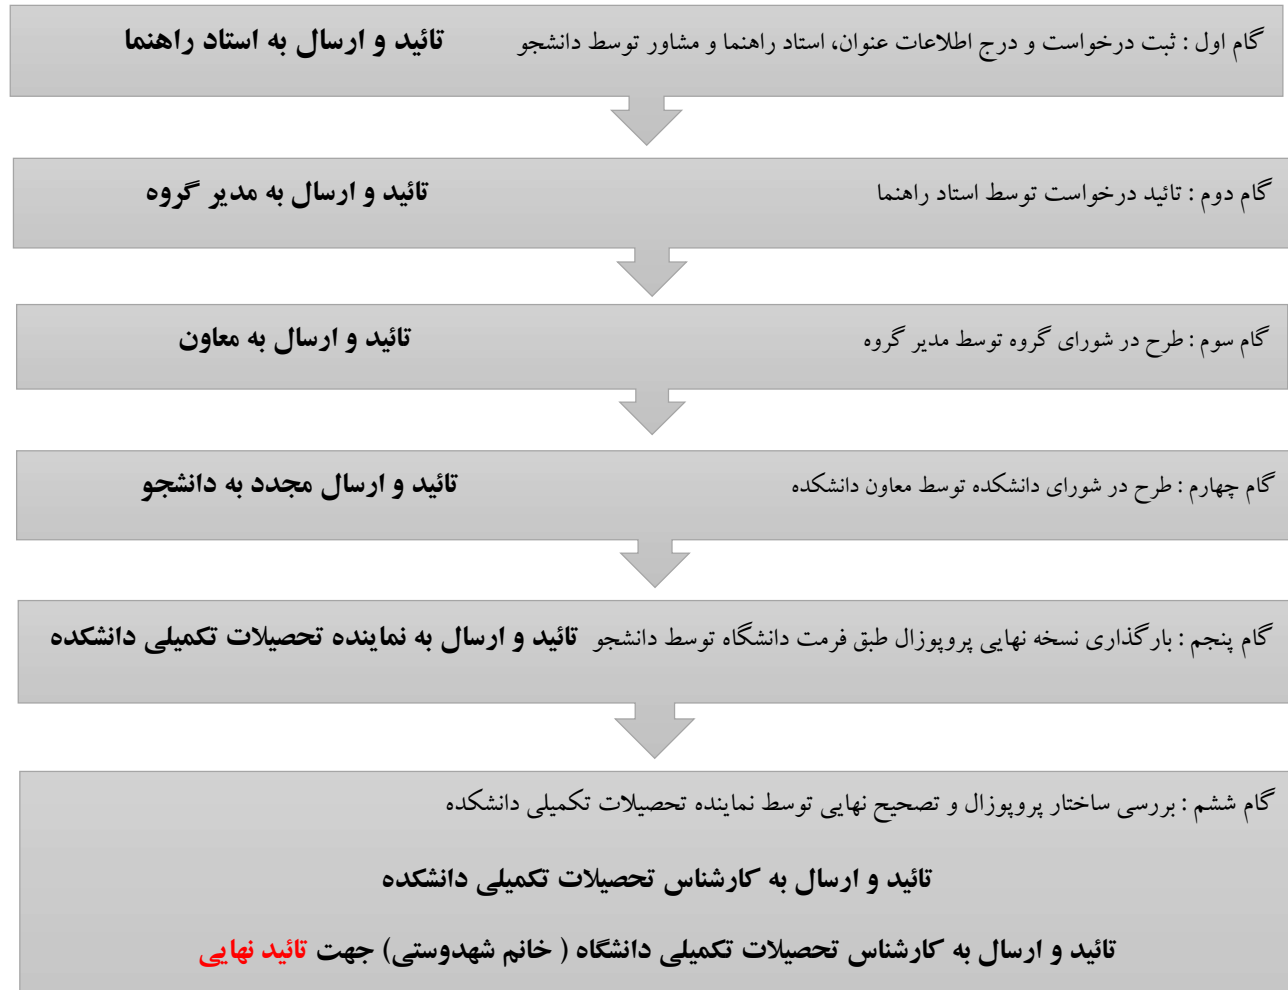 گام اول : ثبت درخواست و درج اطلاعات عنوان، استاد راهنما و مشاور توسط دانشجو تائید و ارسال به استاد راهنما
گام دوم : تائید درخواست توسط استاد راهنما تائید و ارسال به مدیر گروه
گام سوم : طرح در شورای گروه توسط مدیر گروه تائید و ارسال به معاون
گام چهارم : طرح در شورای دانشکده توسط معاون دانشکده تائید و ارسال مجدد به دانشجو
گام پنجم : بارگذاری نسخه نهایی پروپوزال طبق فرمت دانشگاه توسط دانشجو تائید و ارسال به نماینده تحصیلات تکمیلی دانشکده
گام ششم : بررسی ساختار پروپوزال و تصحیح نهایی توسط نماینده تحصیلات تکمیلی دانشکده
تائید و ارسال به کارشناس تحصیلات تکمیلی دانشکده
تائید و ارسال به کارشناس تحصیلات تکمیلی دانشگاه ( خانم شهدوستی) جهت تائید نهایی